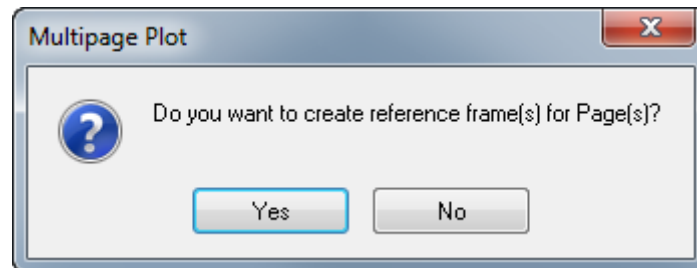 Multipage Plot
Do you want to create reference frame(s) for Page(s)?
Yes
No